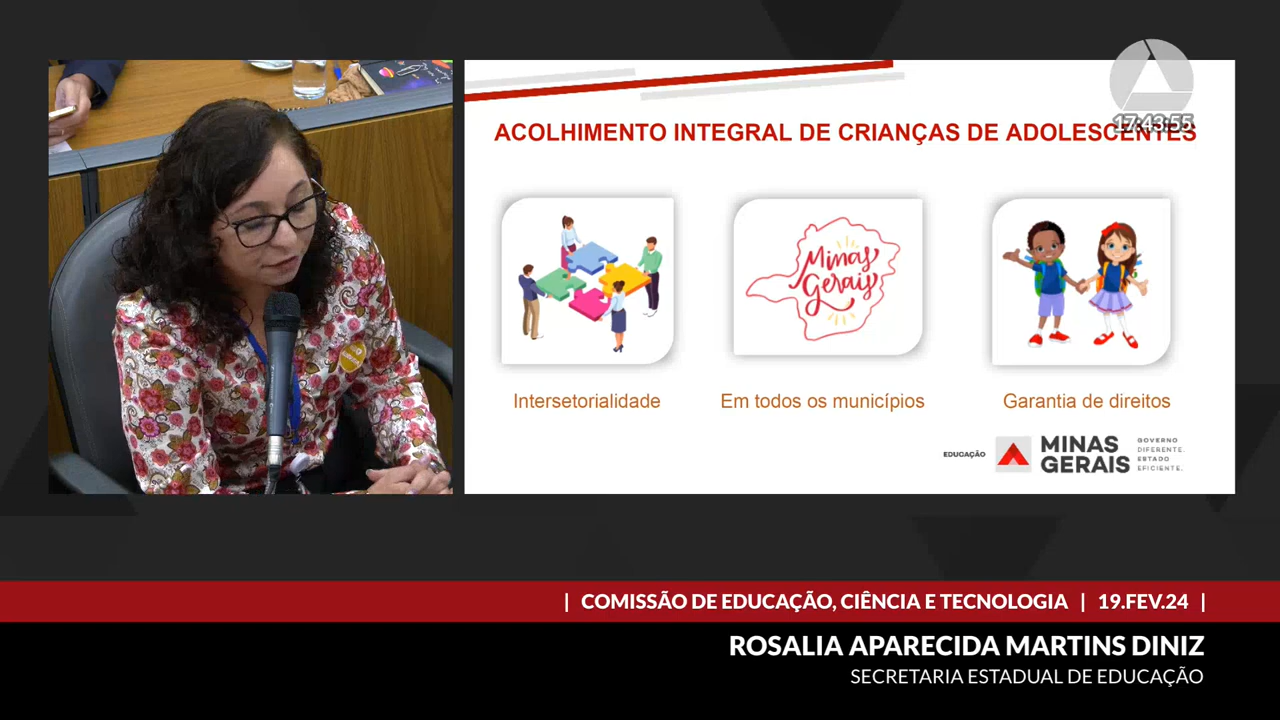 17:43:55
ACOLHIMENTO INTEGRAL DE CRIANÇAS DE ADOLESCENTES
Minas
Gerais
Intersetorialidade
Em todos os municípios
Garantia de direitos
EDUCAÇÃO
MINAS
GERAIS
GOVERNO
DIFERENTE.
ESTADO
EFICIENTE.
| COMISSÃO DE EDUCAÇÃO, CIÊNCIA E TECNOLOGIA | 19.FEV.24 |
ROSALIA APARECIDA MARTINS DINIZ
SECRETARIA ESTADUAL DE EDUCAÇÃO